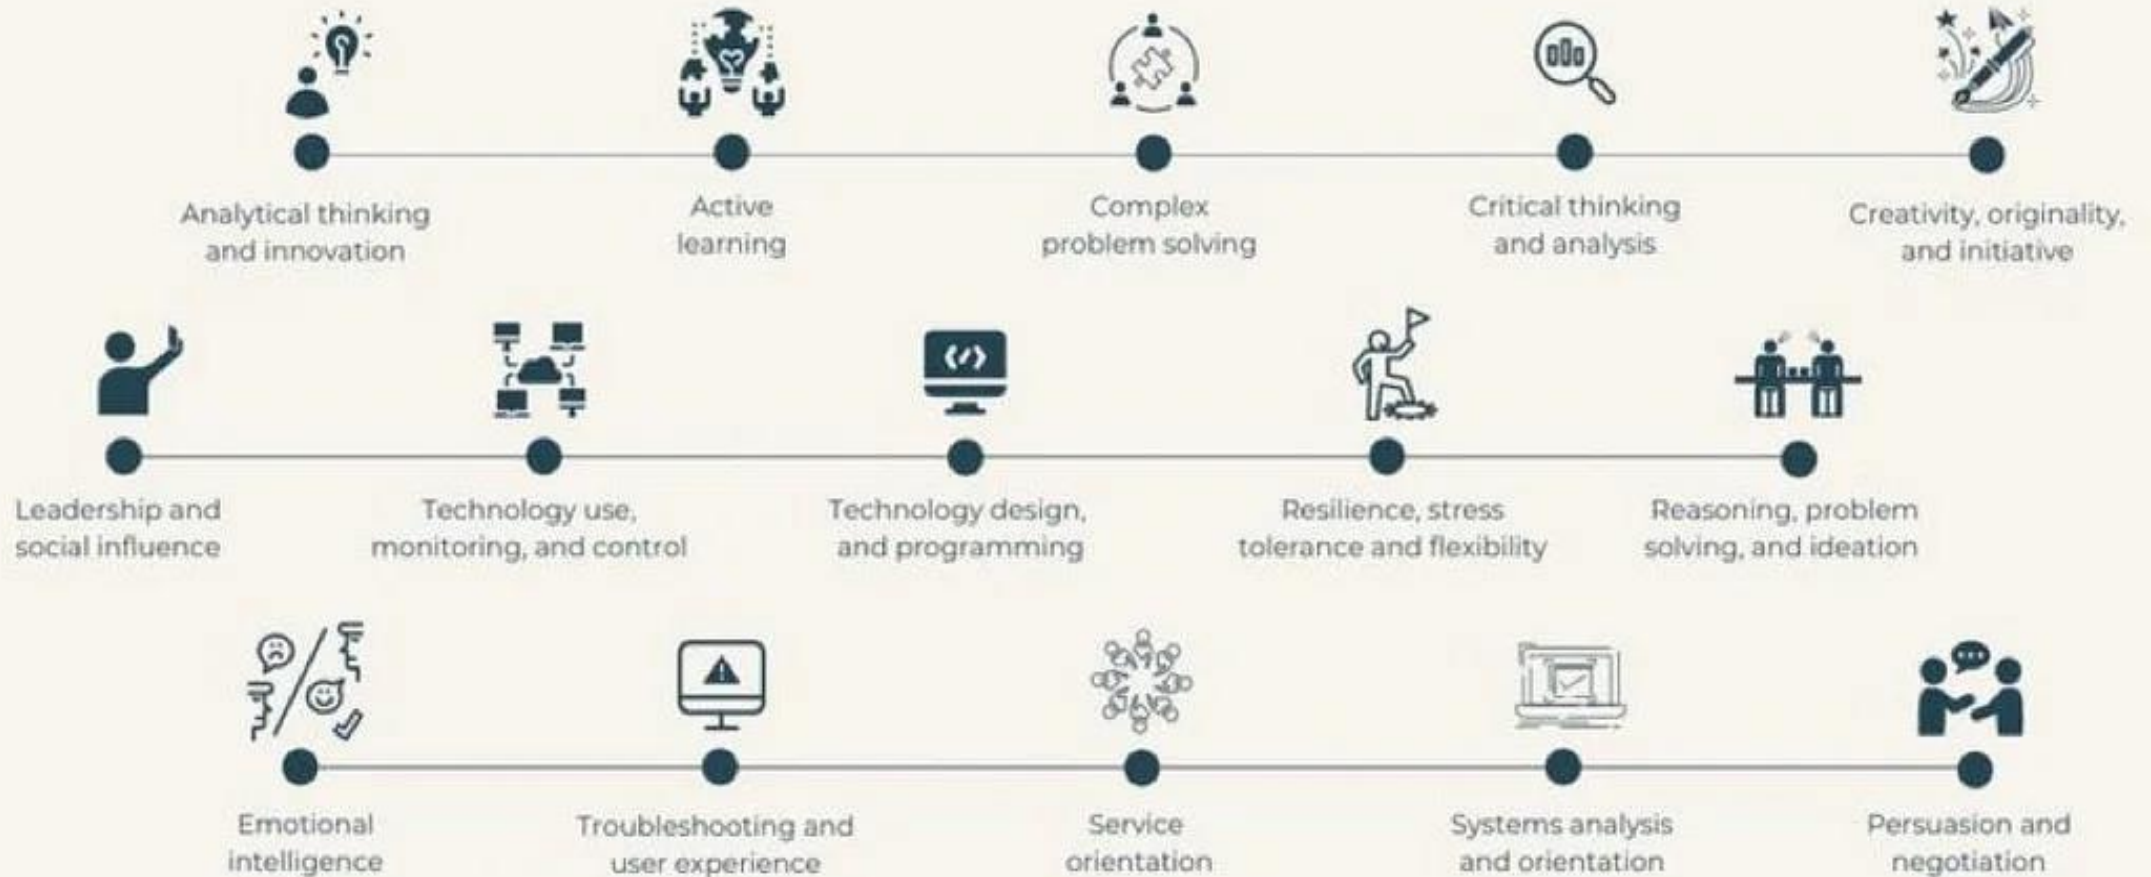 Analytical thinking
and innovation
Active
learning
Complex
problem solving
Critical thinking
and analysis
Creativity, originality,
and initiative
Leadership and
social influence
Technology use,
monitoring, and control
Technology design,
and programming
Resilience, stress
tolerance and flexibility
Reasoning, problem
solving, and ideation
Emotional
intelligence
Troubleshooting and
user experience
Service
orientation
Systems analysis
and orientation
Persuasion and
negotiation